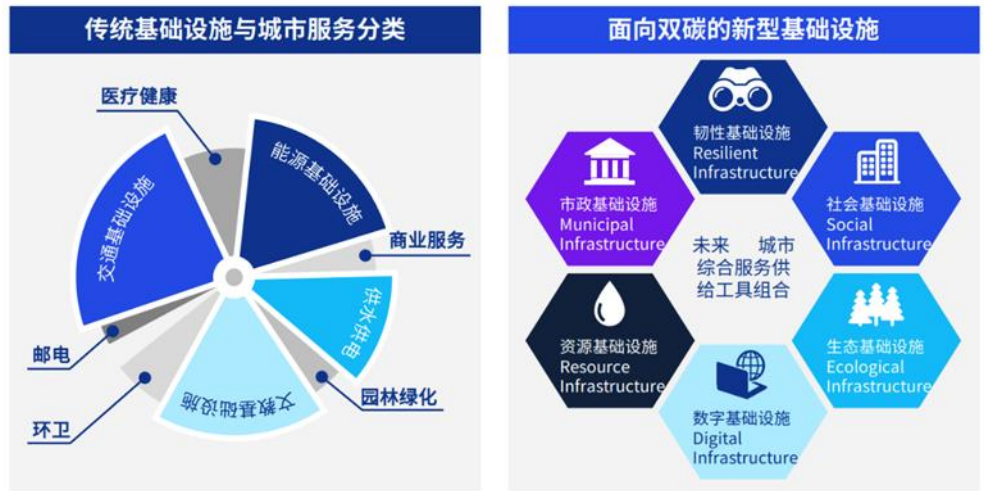 传统基础设施与城市服务分类
医疗健康
能源基础设施
交通基础设施
商业服务
供水供电
邮电
园林绿化
文教基础设施
环卫
面向双碳的新型基础设施
韧性基础设施
Resilient
Infrastructure
市政基础设施
Municipal
Infrastructure
社会基础设施
Social
Infrastructure
未来 城市
综合服务供
给工具组合
资源基础设施
Resource
Infrastructure
生态基础设施
Ecological
Infrastructure
数字基础设施
Digital
Infrastructure